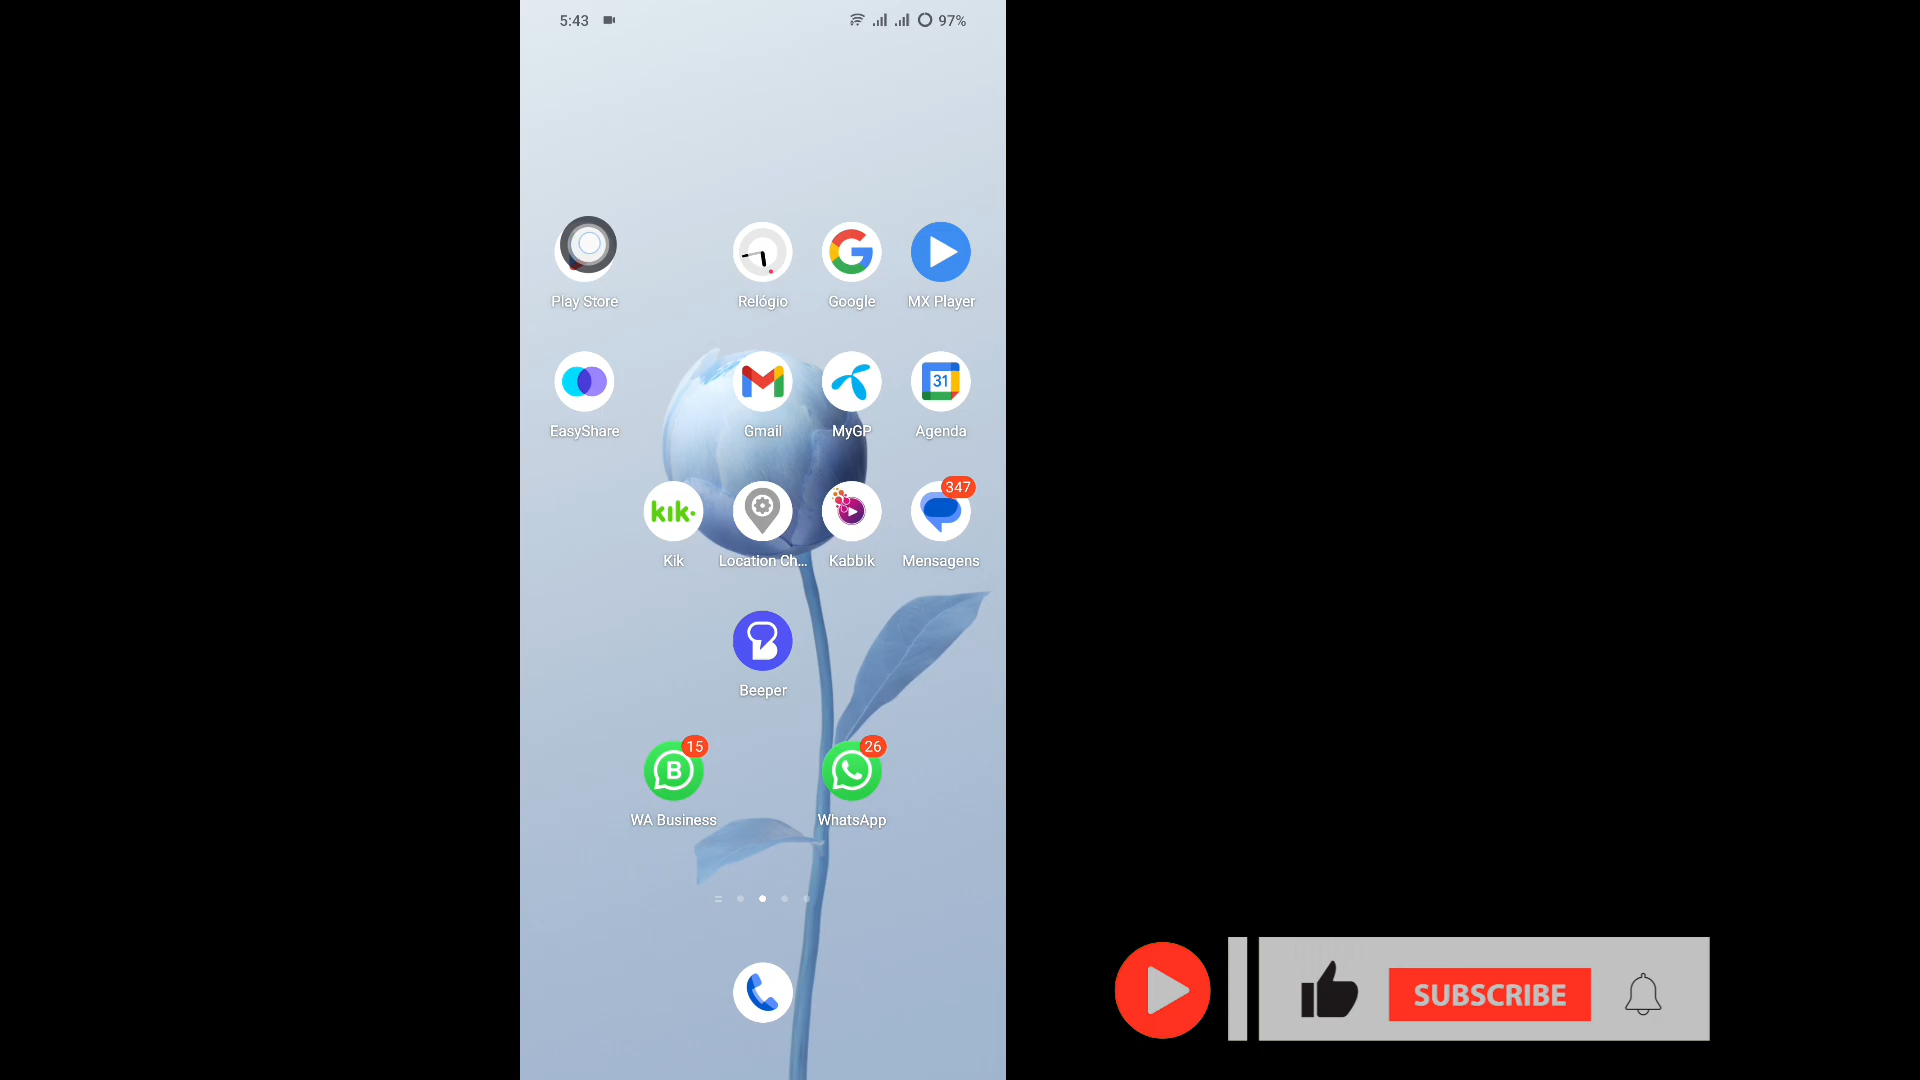 5:43 97%
Play Store Relógio Google MX Player
31
EasyShare Gmail MyGP Agenda
kik. 347
Kik Location Ch... Kabbik Mensagens
Beeper
15 26
B
WA Business WhatsApp
SUBSCRIBE